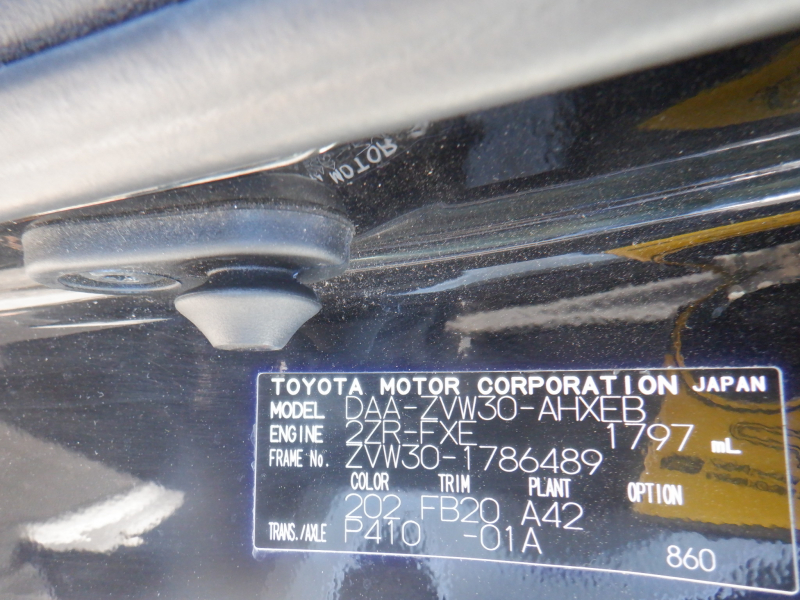 MOTOR
TOYOTA MOTOR CORPORATION JAPAN
MODEL DAA-ZVW30-AHXEB
ENGINE 2ZR-FXE 1797 mL
FRAME No. ZVW30-1786489
COLOR TRIM PLANT OPTION
202 FB20 A42
TRANS./AXLE P410 -01A
860